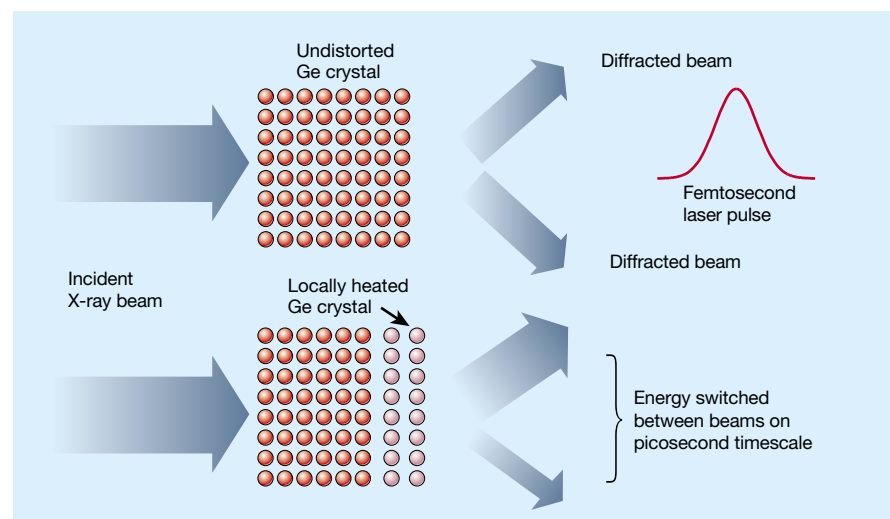 Undistorted
Ge crystal
Diffracted beam
Femtosecond
laser pulse
Diffracted beam
Incident
X-ray beam
Locally heated
Ge crystal
Energy switched
between beams on
picosecond timescale